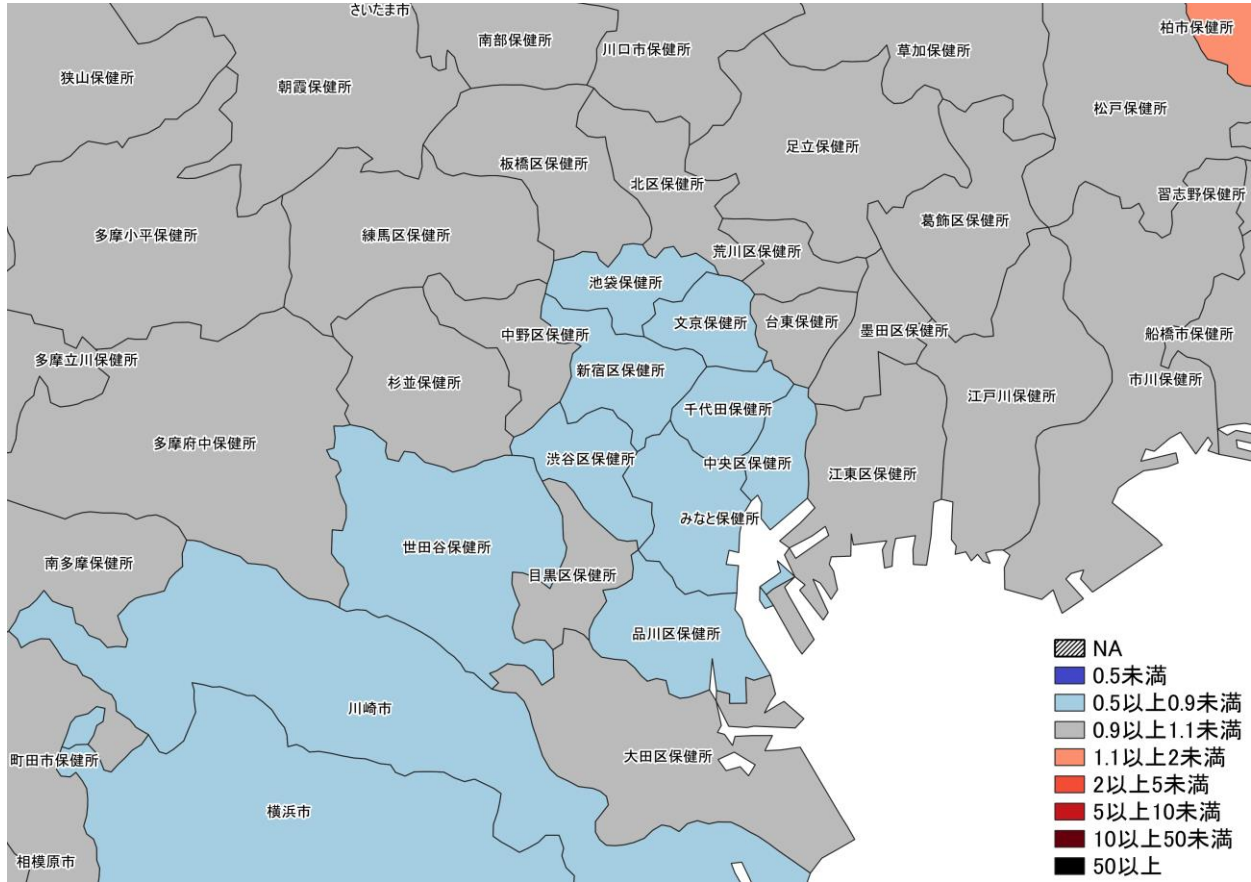 さいたま市
南部保健所
川口市保健所
草加保健所
柏市保健所
狭山保健所
朝霞保健所
松戸保健所
足立保健所
板橋区保健所
北区保健所
習志野保健所
葛飾区保健所
多摩小平保健所
練馬区保健所
荒川区保健所
池袋保健所
文京保健所
台東保健所
墨田区保健所
船橋市保健所
中野区保健所
多摩立川保健所
新宿区保健所
杉並保健所
市川保健所
江戸川保健所
千代田保健所
多摩府中保健所
渋谷区保健所
中央区保健所
江東区保健所
みなと保健所
世田谷保健所
南多摩保健所
目黒区保健所
品川区保健所
川崎市
大田区保健所
町田市保健所
横浜市
相模原市
NA
0.5未満
0.5以上0.9未満
0.9以上1.1未満
1.1以上2未満
2以上5未満
5以上10未満
10以上50未満
50以上